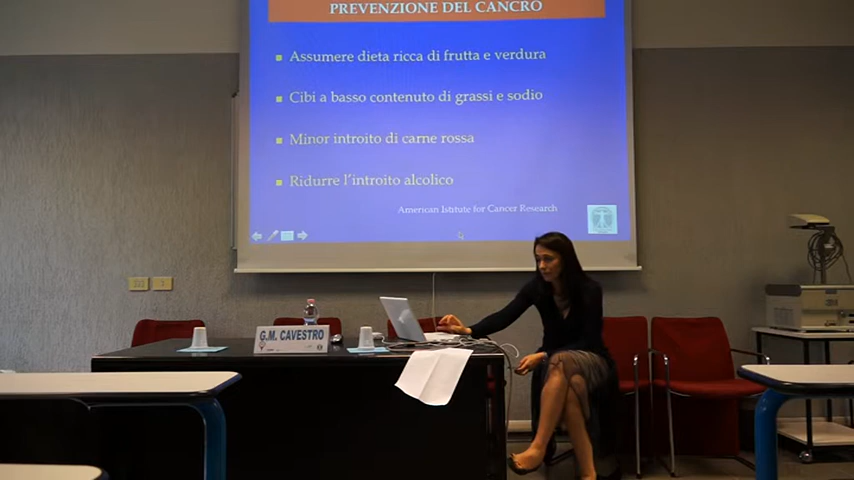 PREVENZIONE DEL CANCRO
Assumere dieta ricca di frutta e verdura
Cibi a basso contenuto di grassi e sodio
Minor introito di carne rossa
Ridurre l'introito alcolico
American Istitute for Cancer Research
G.M. CAVESTRO